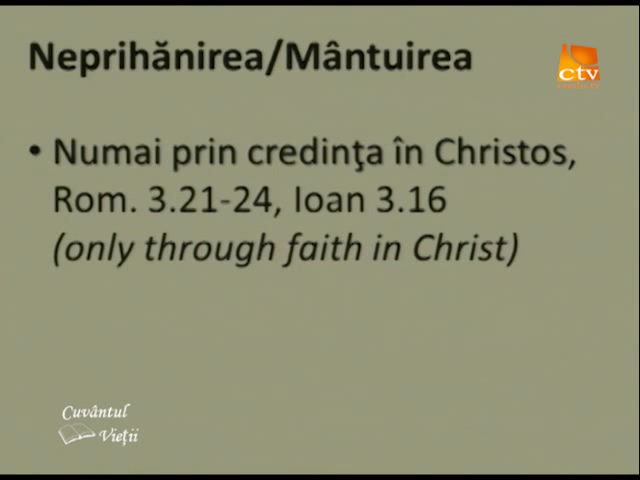 Neprihănirea/Mântuirea
ctv
• Numai prin credinţa în Christos,
Rom. 3.21-24, Ioan 3.16
(only through faith in Christ)
Cuvântul
Vieţii